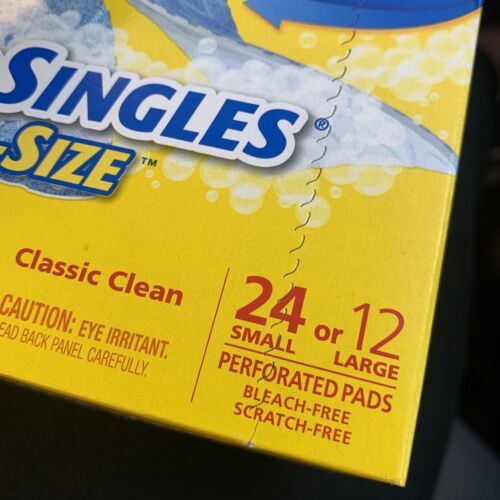 SINGLES®
-SIZE™
Classic Clean
CAUTION: EYE IRRITANT.
EAD BACK PANEL CAREFULLY.
24 or 12
SMALL LARGE
PERFORATED PADS
BLEACH-FREE
SCRATCH-FREE